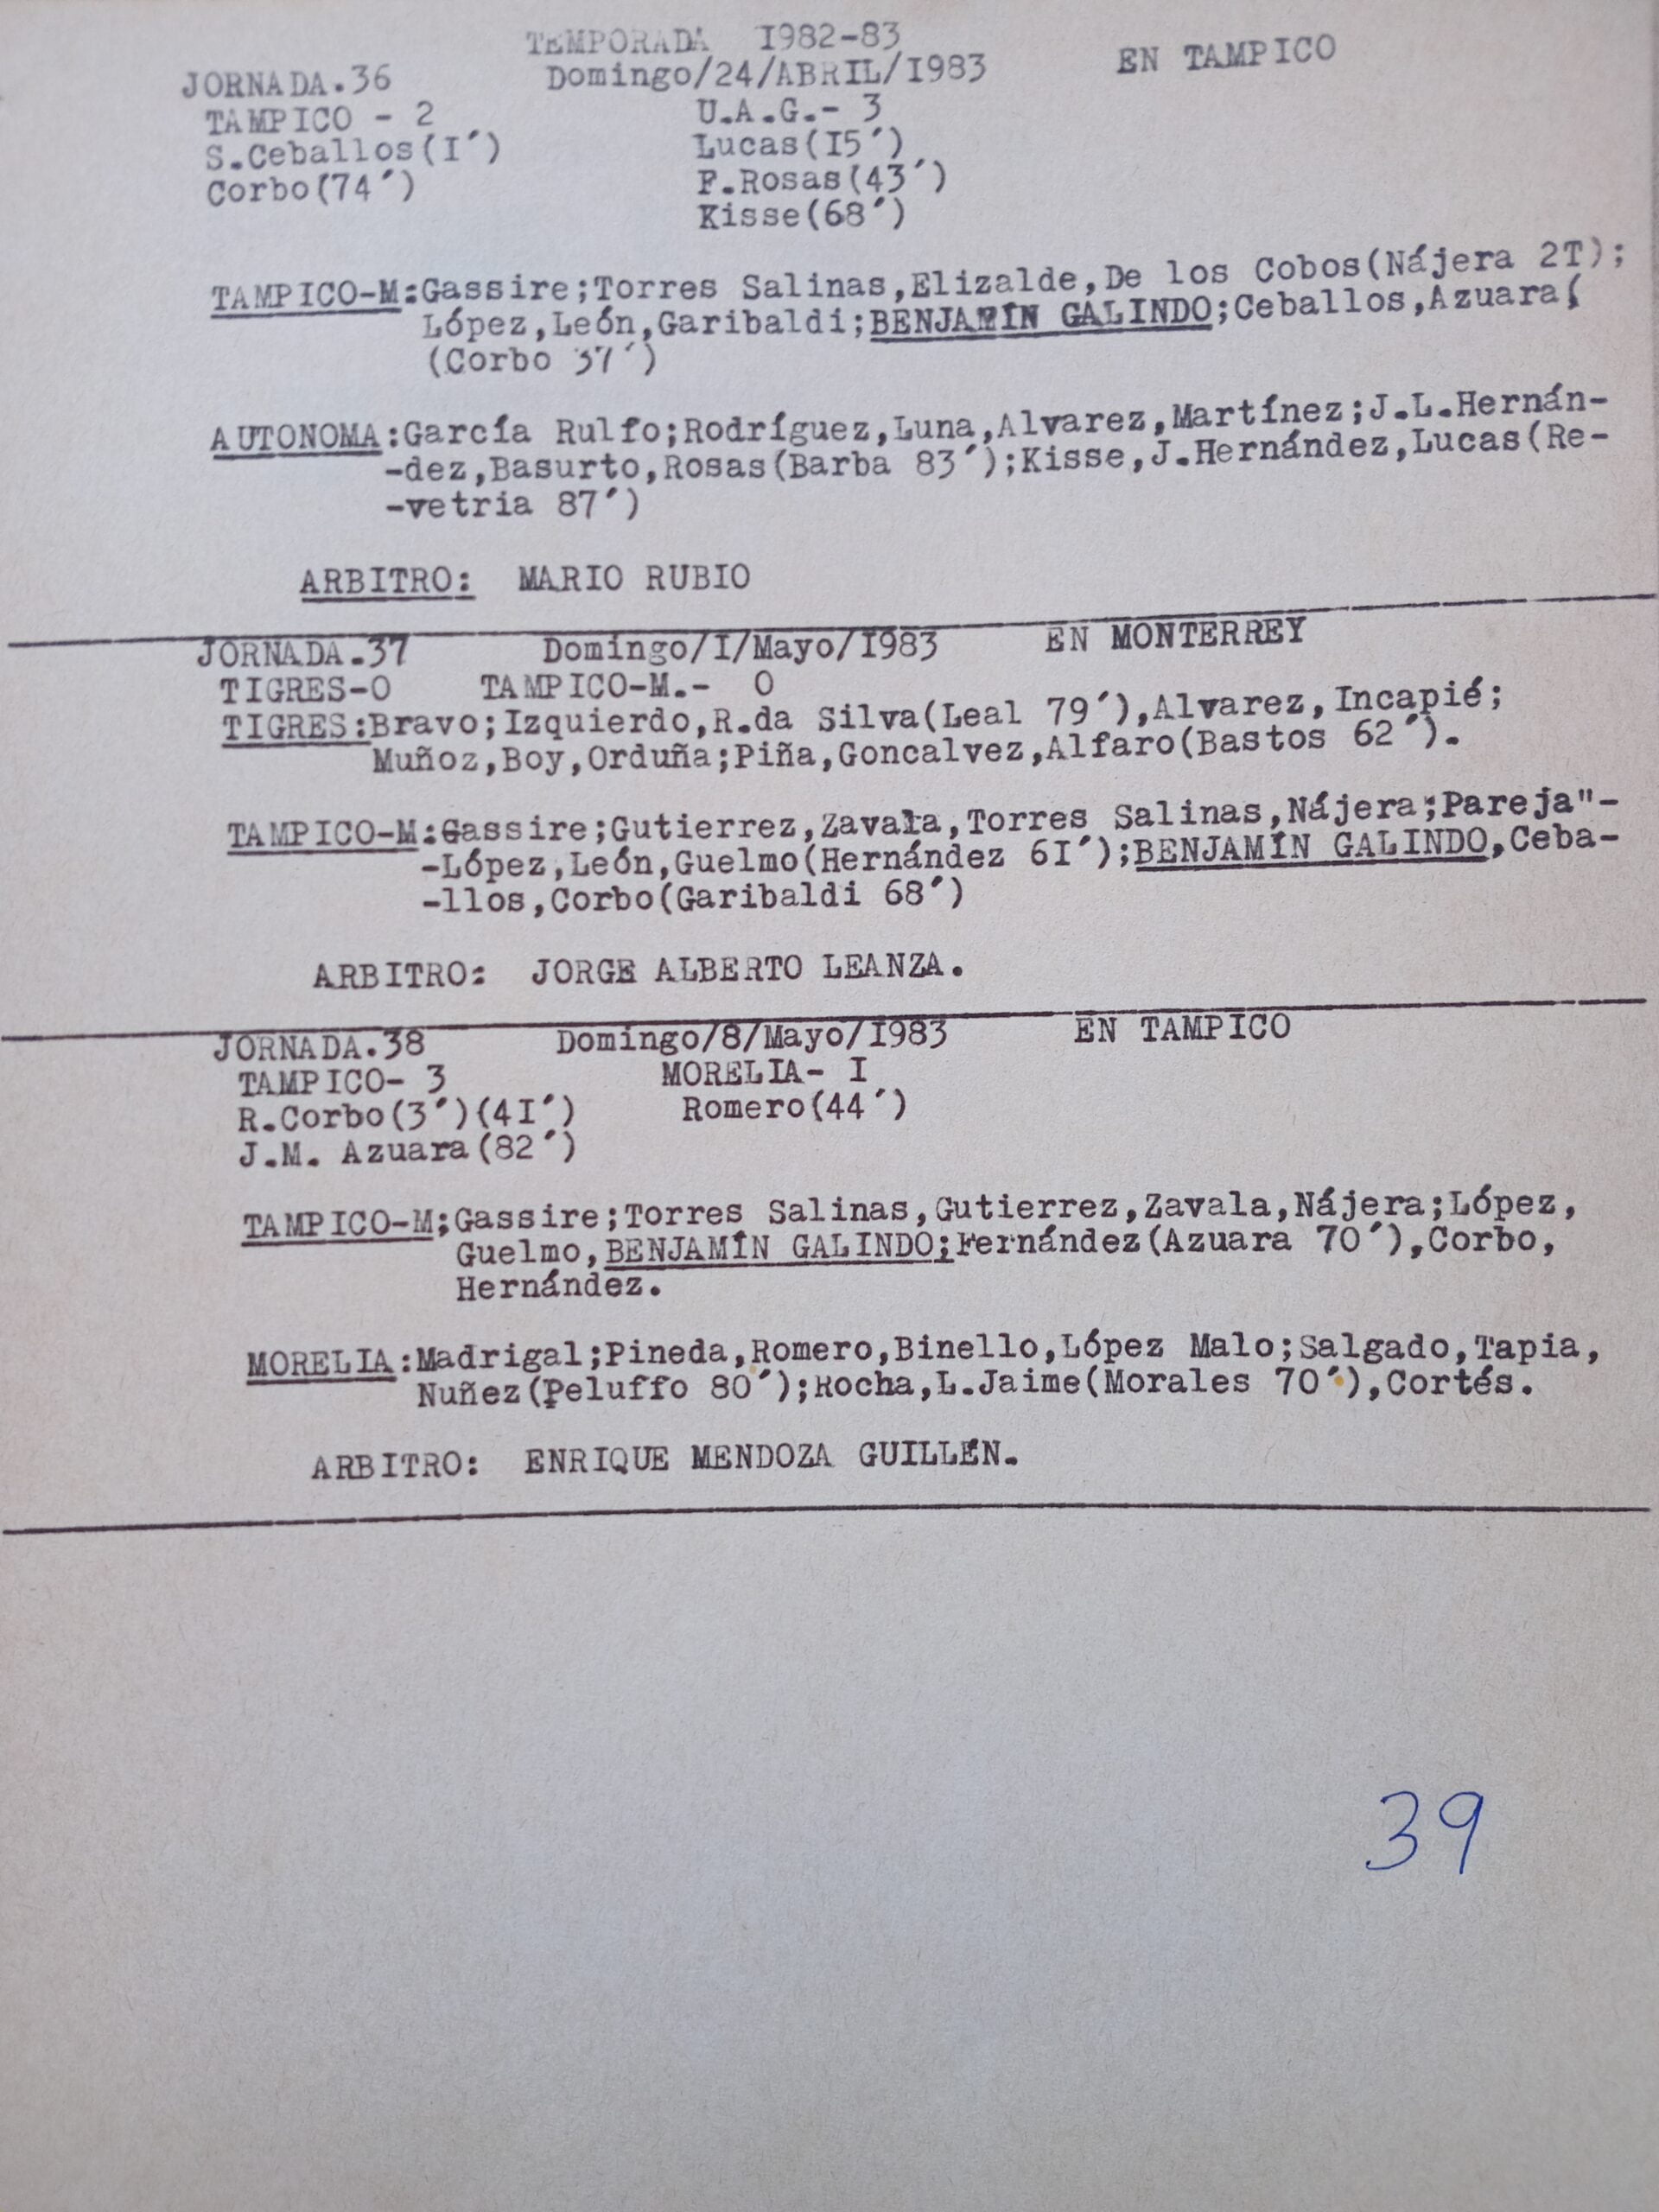 TEMPORADA I982-83
JORNADA.36 Domingo/24/ABRIL/I983 EN TAMPICO
TAMPICO - 2 U.A.G.- 3
S.Ceballos(I´) Lucas(I5´)
Corbo(74´) F.Rosas(43´)
Kisse(68´)
TAMPICO-M:Gassire;Torres Salinas,Elizalde,De los Cobos(Nájera 2T);
López,León,Garibaldi;BENJAMÍN GALINDO;Ceballos,Azuara(
(Corbo 37´)
AUTONOMA:García Rulfo;Rodríguez,Luna,Alvarez,Martínez;J.L.Hernán-
-dez,Basurto,Rosas(Barba 83´);Kisse,J.Hernández,Lucas(Re-
-vetria 87´)
ARBITRO: MARIO RUBIO
JORNADA.37 Domingo/I/Mayo/I983 EN MONTERREY
TIGRES-O TAMPICO-M.- O
TIGRES:Bravo;Izquierdo,R.da Silva(Leal 79´),Alvarez,Incapié;
Muñoz,Boy,Orduña;Piña,Goncalvez,Alfaro(Bastos 62´).
TAMPICO-M:Gassire;Gutierrez,Zavala,Torres Salinas,Nájera;Pareja"-
-López,León,Guelmo(Hernández 6I´);BENJAMÍN GALINDO,Ceba-
-llos,Corbo(Garibaldi 68´)
ARBITRO: JORGE ALBERTO LEANZA.
JORNADA.38 Domingo/8/Mayo/I983 EN TAMPICO
TAMPICO- 3 MORELIA- I
R.Corbo(3´)(4I´) Romero(44´)
J.M. Azuara(82´)
TAMPICO-M;Gassire;Torres Salinas,Gutierrez,Zavala,Nájera;López,
Guelmo,BENJAMÍN GALINDO;Fernández(Azuara 70´),Corbo,
Hernández.
MORELIA:Madrigal;Pineda,Romero,Binello,López Malo;Salgado,Tapia,
Nuñez(Peluffo 80´);Rocha,L.Jaime(Morales 70´),Cortés.
ARBITRO: ENRIQUE MENDOZA GUILLÉN.
39